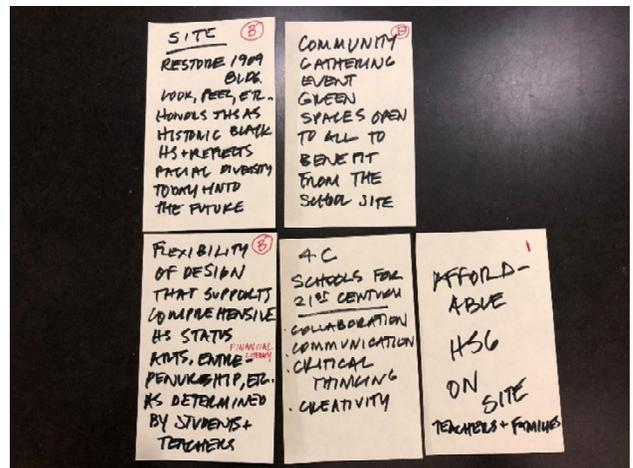 SITE
B
RESTORE 1909
BLDG.
LOOK, FEEL, ETC.
HONORS JHS AS
HISTORIC BLACK
HS + REFLECTS
RACIAL DIVERSITY
TODAY + INTO
THE FUTURE
COMMUNITY
B
GATHERING
EVENT
GREEN
SPACES OPEN
TO ALL TO
BENEFIT
FROM THE
SCHOOL SITE
FLEXIBILITY
B
OF DESIGN
THAT SUPPORTS
COMPREHENSIVE
HS STATUS
FINANCIAL
LITERACY
ARTS, ENTRE-
PENURSHIP, ETC.
AS DETERMINED
BY STUDENTS +
TEACHERS
4C
SCHOOLS FOR
21ST CENTURY
· COLLABORATION
· COMMUNICATION
· CRITICAL
THINKING
· CREATIVITY
1
AFFORD-
ABLE
HSG
ON SITE
TEACHERS + FAMILIES